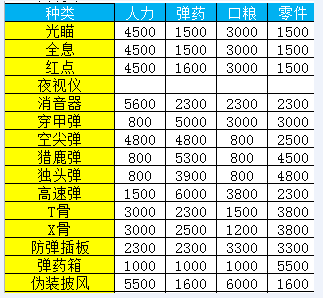 种类 人力 弹药 口粮 零件
光瞄 4500 1500 3000 1500
全息 4500 1500 3000 1500
红点 4500 1600 3000 1500
夜视仪
消音器 5600 2300 2300 2300
穿甲弹 800 5000 3000 3000
空尖弹 4800 4800 800 2500
猎鹿弹 800 5300 800 4500
独头弹 800 3900 800 4800
高速弹 1500 6000 3800 2300
T骨 3000 2300 1500 3800
X骨 3000 2500 1200 3800
防弹插板 2300 2300 3300 3300
弹药箱 1000 1000 1000 5500
伪装披风 5500 1600 6000 1600